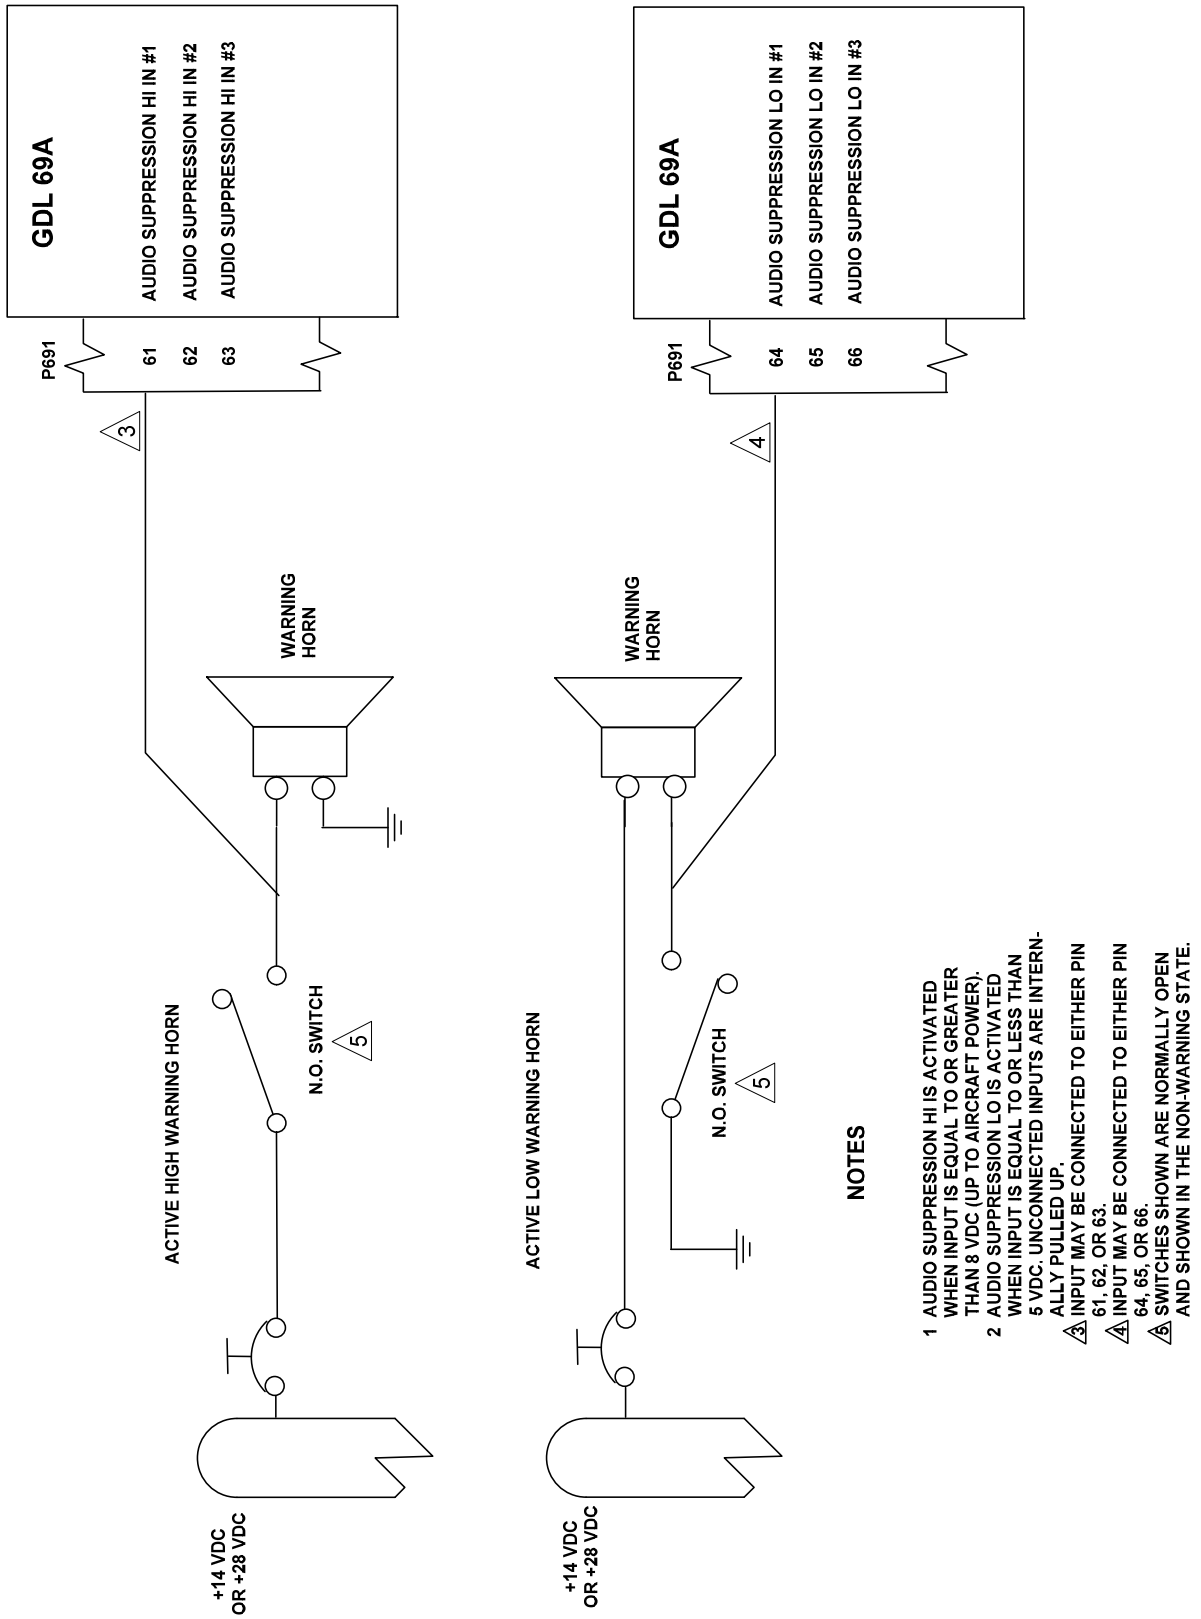 ACTIVE HIGH WARNING HORN
+14 VDC
OR +28 VDC
N.O. SWITCH
5
WARNING
HORN
3
P691
61
62
63
GDL 69A
AUDIO SUPPRESSION HI IN #1
AUDIO SUPPRESSION HI IN #2
AUDIO SUPPRESSION HI IN #3
ACTIVE LOW WARNING HORN
+14 VDC
OR +28 VDC
N.O. SWITCH
5
WARNING
HORN
4
P691
64
65
66
GDL 69A
AUDIO SUPPRESSION LO IN #1
AUDIO SUPPRESSION LO IN #2
AUDIO SUPPRESSION LO IN #3
NOTES
1 AUDIO SUPPRESSION HI IS ACTIVATED
WHEN INPUT IS EQUAL TO OR GREATER
THAN 8 VDC (UP TO AIRCRAFT POWER).
2 AUDIO SUPPRESSION LO IS ACTIVATED
WHEN INPUT IS EQUAL TO OR LESS THAN
5 VDC. UNCONNECTED INPUTS ARE INTERN-
ALLY PULLED UP.
3 INPUT MAY BE CONNECTED TO EITHER PIN
61, 62, OR 63.
4 INPUT MAY BE CONNECTED TO EITHER PIN
64, 65, OR 66.
5 SWITCHES SHOWN ARE NORMALLY OPEN
AND SHOWN IN THE NON-WARNING STATE.